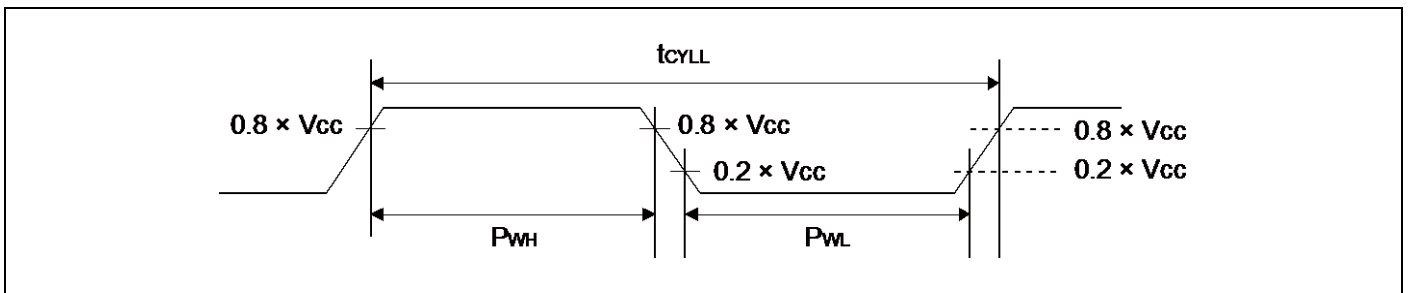 tCYLL
0.8 × Vcc
0.8 × Vcc
0.8 × Vcc
0.2 × Vcc
0.2 × Vcc
PWH
PWL